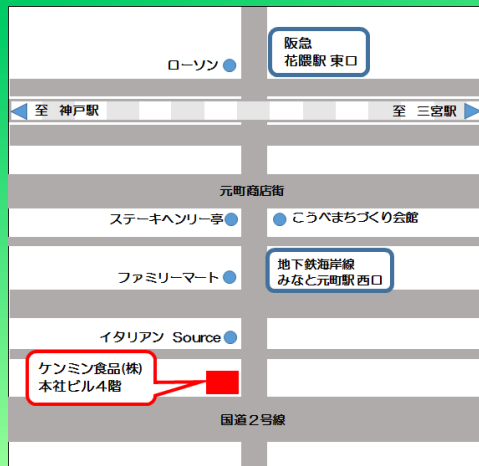 阪急
花隈駅 東口
ローソン
至 神戸駅
至 三宮駅
元町商店街
ステーキヘンリー亭
こうべまちづくり会館
ファミリーマート
地下鉄海岸線
みなと元町駅 西口
イタリアン Source
ケンミン食品(株)
本社ビル4階
国道2号線